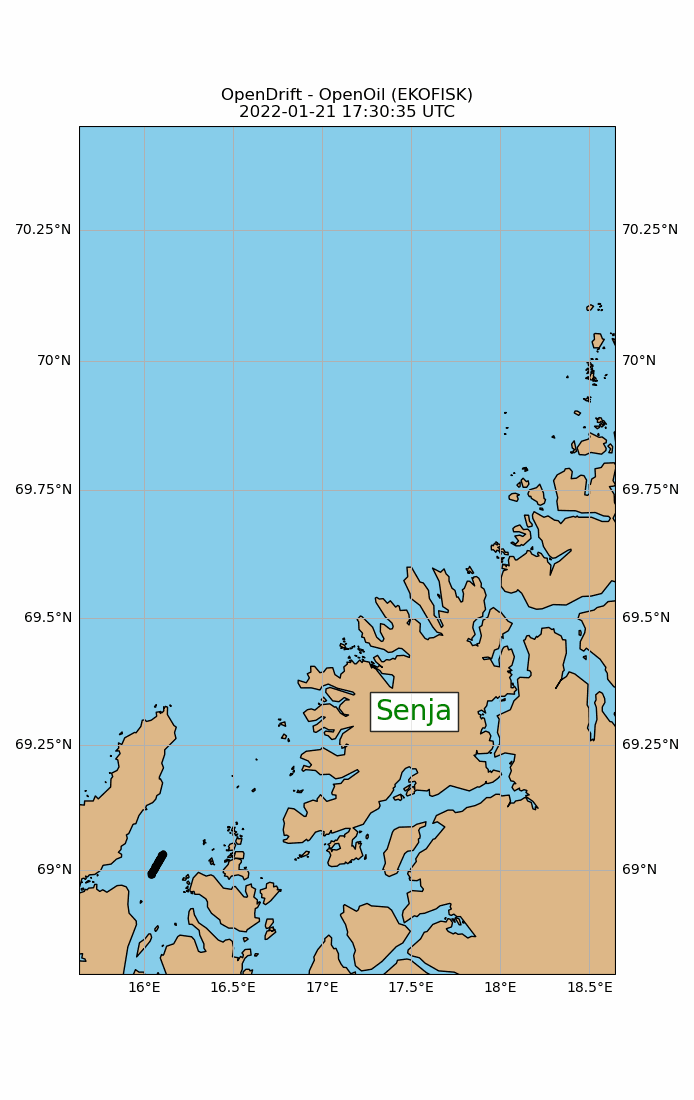 OpenDrift - OpenOil (EKOFISK)
2022-01-21 17:30:35 UTC
70.25°N 70.25°N
70°N 70°N
69.75°N 69.75°N
69.5°N 69.5°N
Senja
69.25°N 69.25°N
69°N 69°N
16°E 16.5°E 17°E 17.5°E 18°E 18.5°E